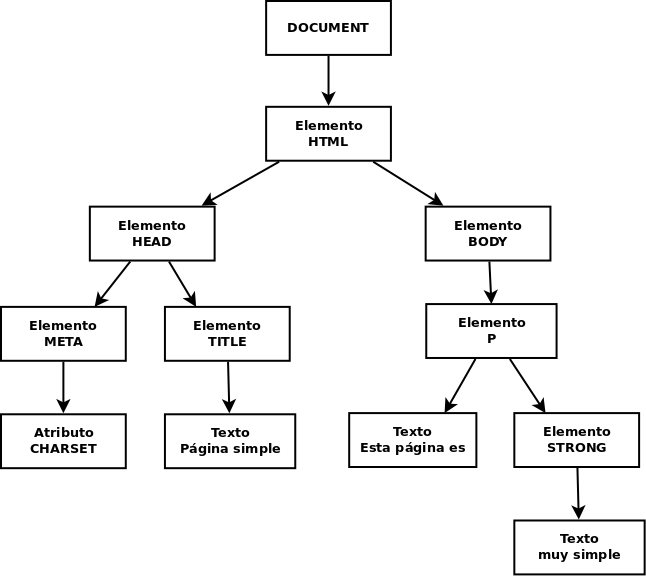 DOCUMENT
Elemento
HTML
Elemento
HEAD
Elemento
BODY
Elemento
META
Elemento
TITLE
Elemento
P
Atributo
CHARSET
Texto
Página simple
Texto
Esta página es
Elemento
STRONG
Texto
muy simple